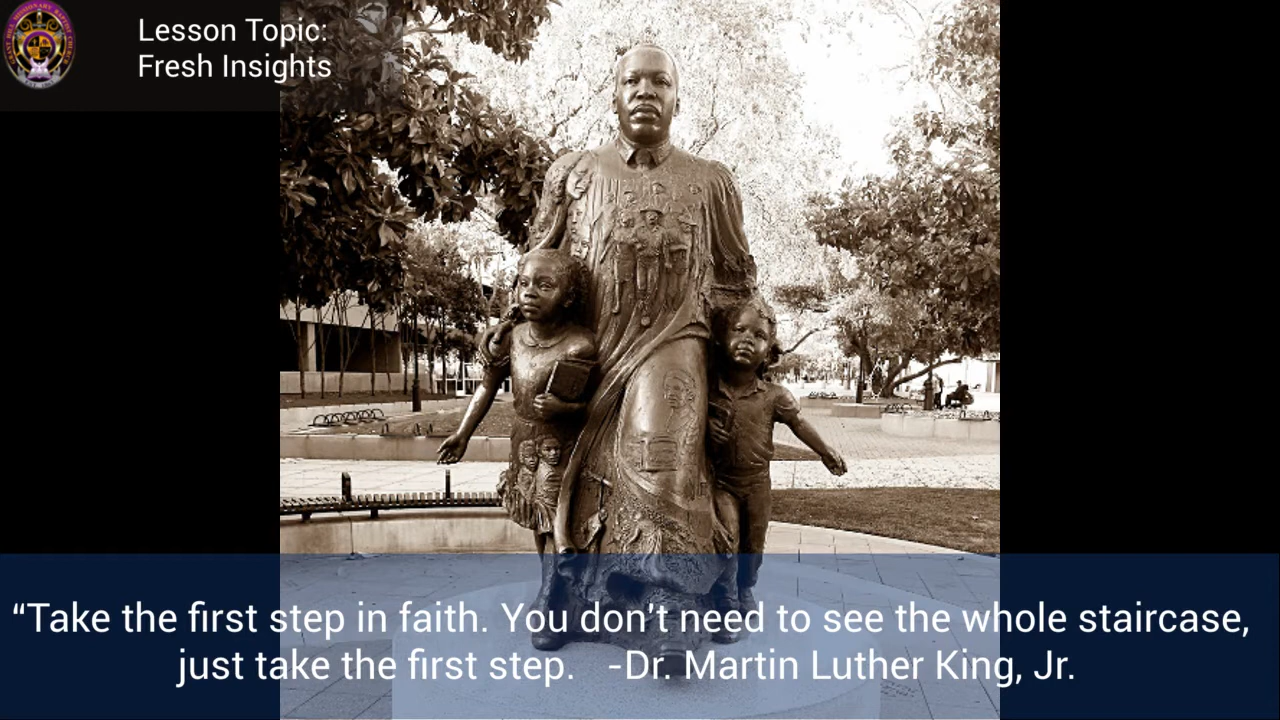 Lesson Topic:
Fresh Insights
“Take the first step in faith. You don't need to see the whole staircase,
just take the first step.   -Dr. Martin Luther King, Jr.